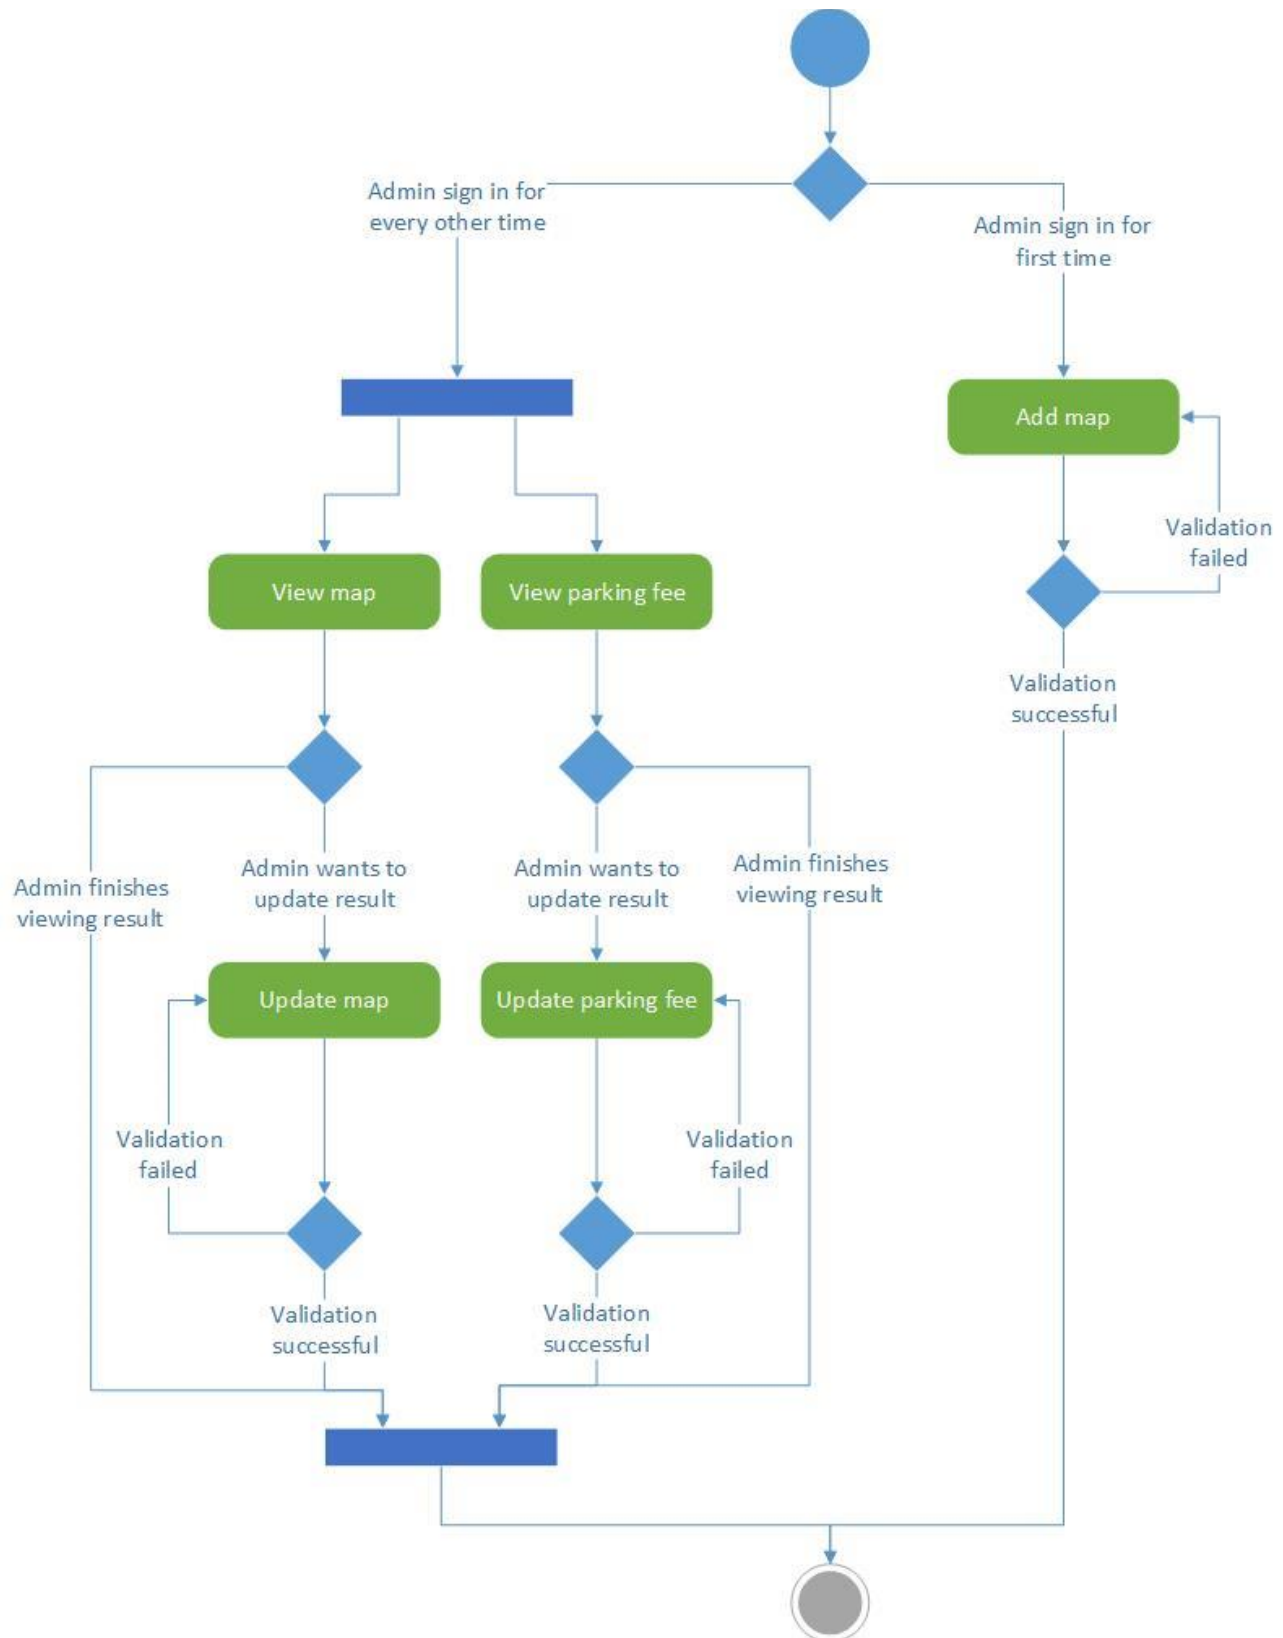 Admin sign in for
every other time
Admin sign in for
first time
Add map
Validation
failed
View map
View parking fee
Validation
successful
Admin finishes
viewing result
Admin wants to
update result
Admin wants to
update result
Admin finishes
viewing result
Update map
Update parking fee
Validation
failed
Validation
failed
Validation
successful
Validation
successful